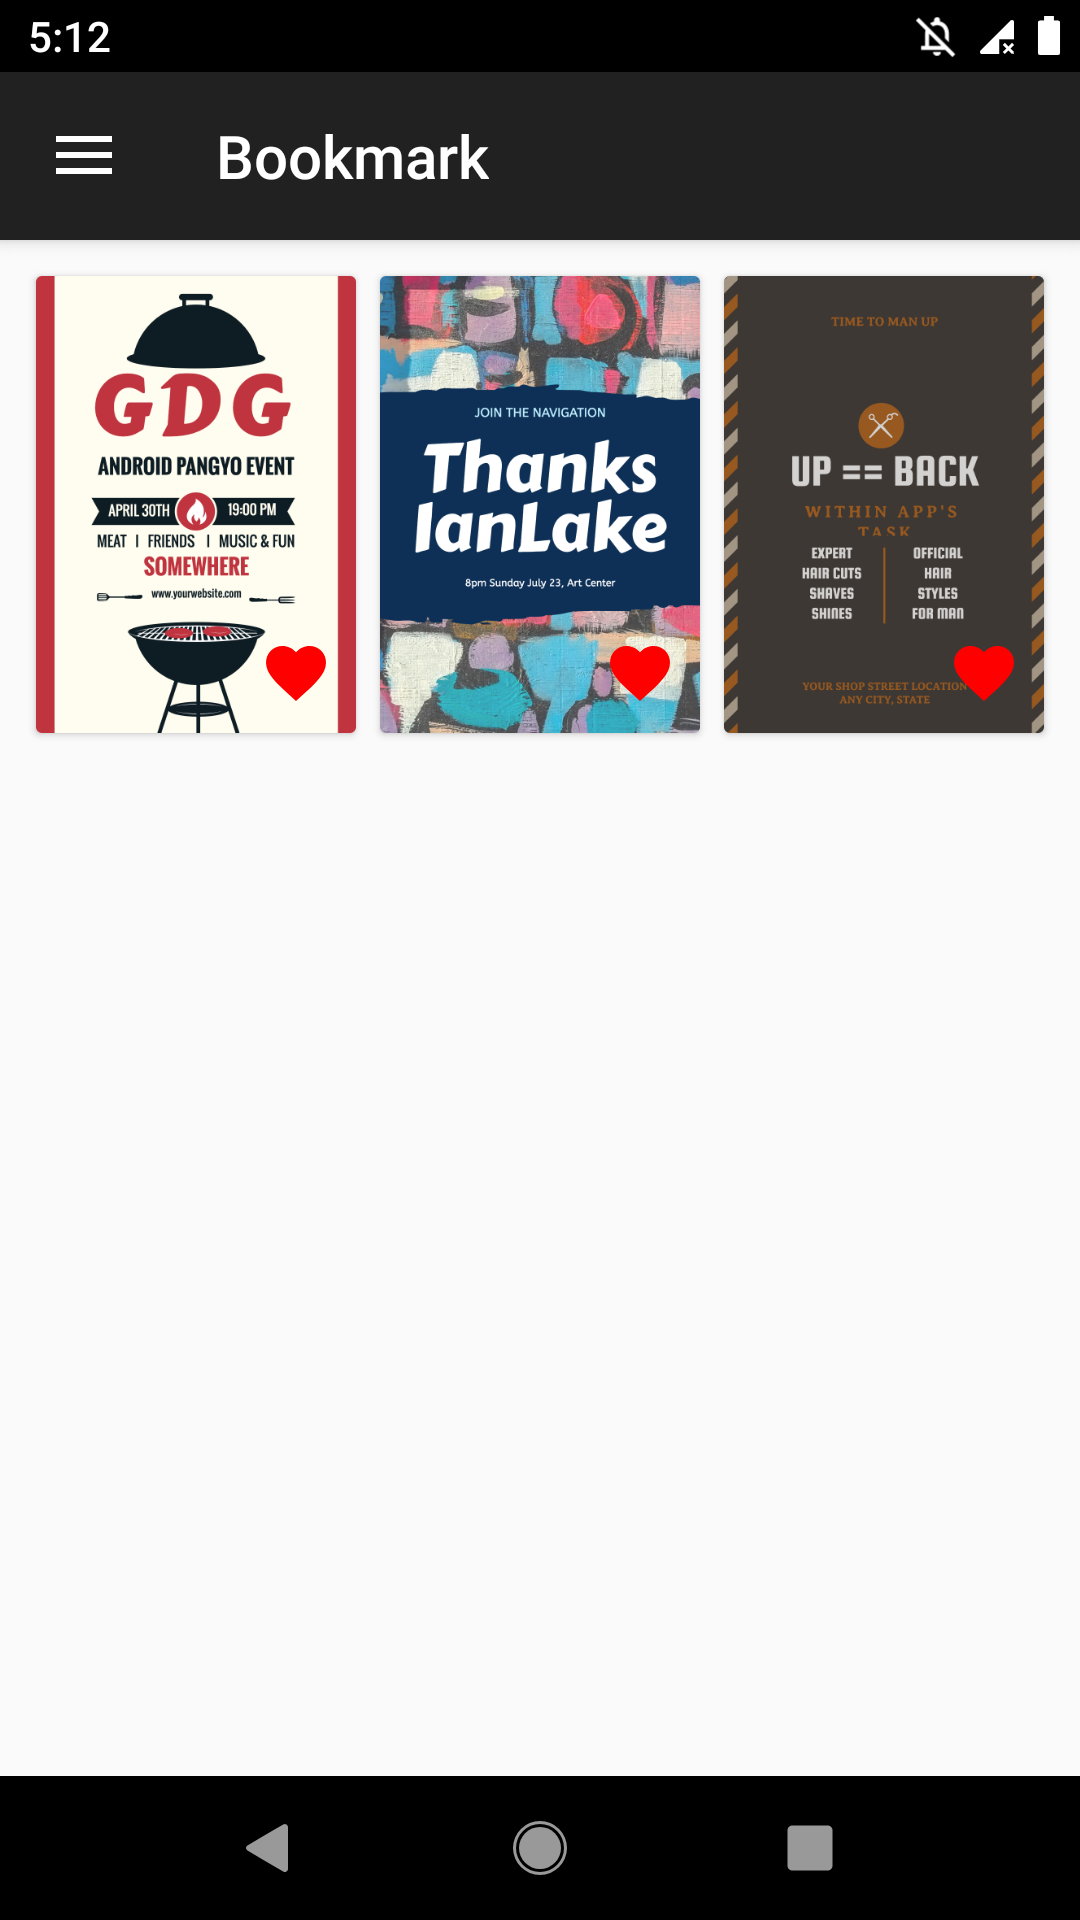 5:12
Bookmark
GDG
ANDROID PANGYO EVENT
APRIL 30TH 19:00 PM
MEAT | FRIENDS | MUSIC & FUN
SOMEWHERE
www.yourwebsite.com
JOIN THE NAVIGATION
Thanks
IanLake
8pm Sunday July 23, Art Center
TIME TO MAN UP
UP == BACK
WITHIN APP'S
TASK
EXPERT
HAIR CUTS
SHAVES
SHINES
OFFICIAL
HAIR
STYLES
FOR MAN
YOUR SHOP STREET LOCATION
ANY CITY, STATE